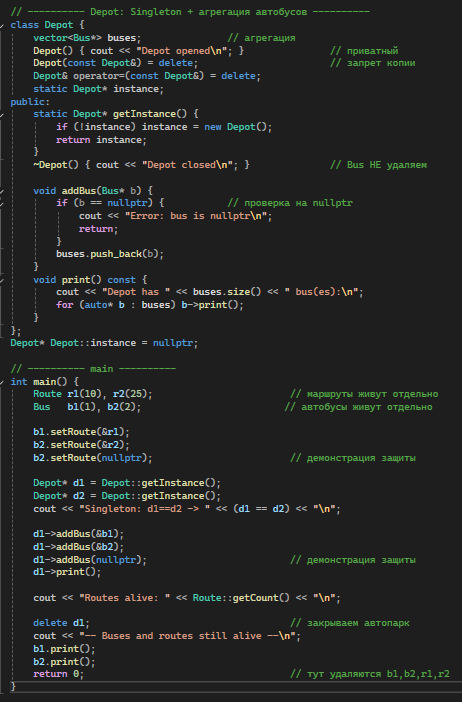 // ---------- Depot: Singleton + агрегация автобусов ----------
class Depot {
    vector<Bus*> buses;          // агрегация
    Depot() { cout << "Depot opened\n"; }               // приватный
    Depot(const Depot&) = delete;                       // запрет копии
    Depot& operator=(const Depot&) = delete;
    static Depot* instance;
public:
    static Depot* getInstance() {
        if (!instance) instance = new Depot();
        return instance;
    }
    ~Depot() { cout << "Depot closed\n"; }              // Bus НЕ удаляем

    void addBus(Bus* b) {
        if (b == nullptr) {          // проверка на nullptr
            cout << "Error: bus is nullptr\n";
            return;
        }
        buses.push_back(b);
    }
    void print() const {
        cout << "Depot has " << buses.size() << " bus(es):\n";
        for (auto* b : buses) b->print();
    }
};
Depot* Depot::instance = nullptr;

// ---------- main ----------
int main() {
    Route r1(10), r2(25);                        // маршруты живут отдельно
    Bus   b1(1), b2(2);                         // автобусы живут отдельно

    b1.setRoute(&r1);
    b2.setRoute(&r2);
    b2.setRoute(nullptr);                        // демонстрация защиты

    Depot* d1 = Depot::getInstance();
    Depot* d2 = Depot::getInstance();
    cout << "Singleton: d1==d2 -> " << (d1 == d2) << "\n";

    d1->addBus(&b1);
    d1->addBus(&b2);
    d1->addBus(nullptr);                         // демонстрация защиты
    d1->print();

    cout << "Routes alive: " << Route::getCount() << "\n";

    delete d1;                                   // закрываем автопарк
    cout << "-- Buses and routes still alive --\n";
    b1.print();
    b2.print();
    return 0;                                    // тут удаляются b1,b2,r1,r2
}